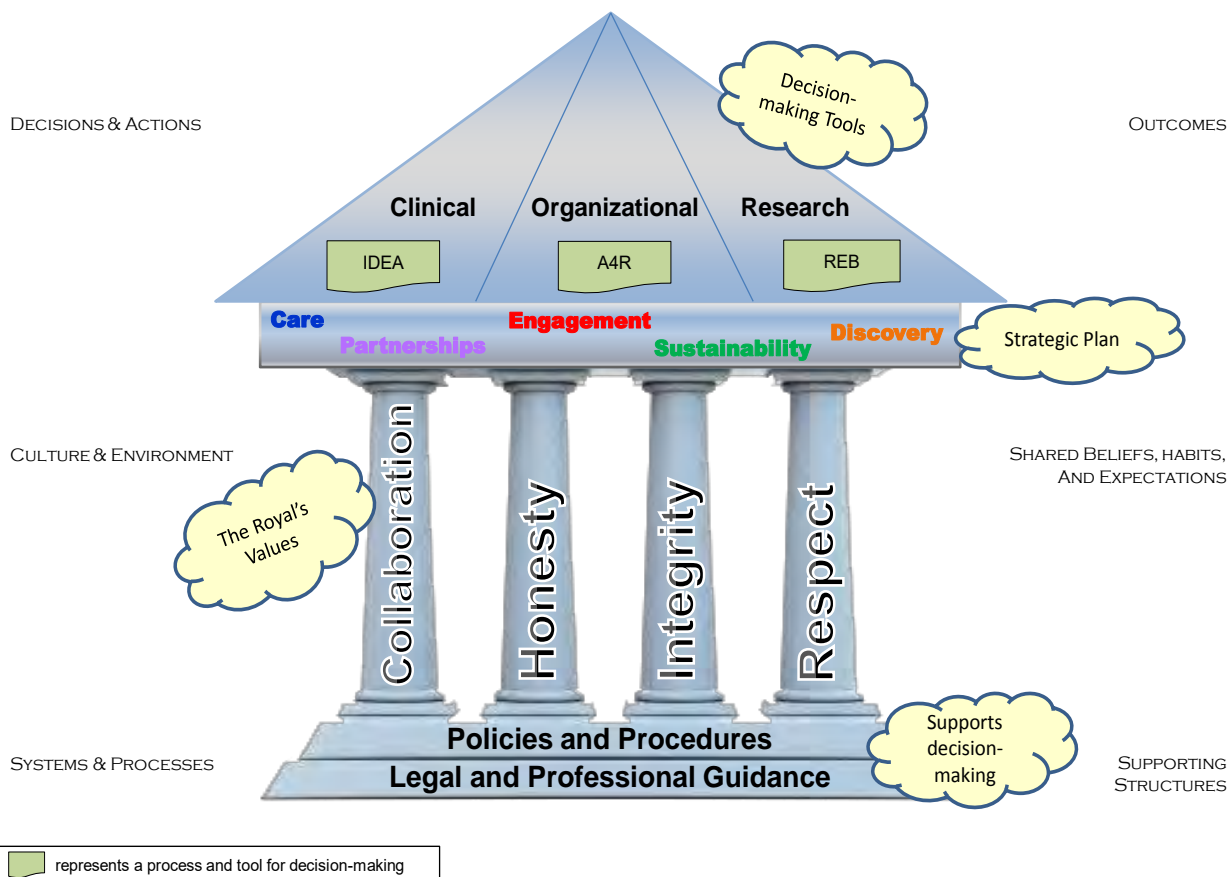 Decision-
making Tools
DECISIONS & ACTIONS
OUTCOMES
Clinical
Organizational
Research
IDEA
A4R
REB
Care
Engagement
Discovery
Partnerships
Sustainability
Strategic Plan
CULTURE & ENVIRONMENT
SHARED BELIEFS, HABITS,
AND EXPECTATIONS
The Royal's
Values
Collaboration
Honesty
Integrity
Respect
Policies and Procedures
Legal and Professional Guidance
Supports
decision-
making
SYSTEMS & PROCESSES
SUPPORTING
STRUCTURES
represents a process and tool for decision-making